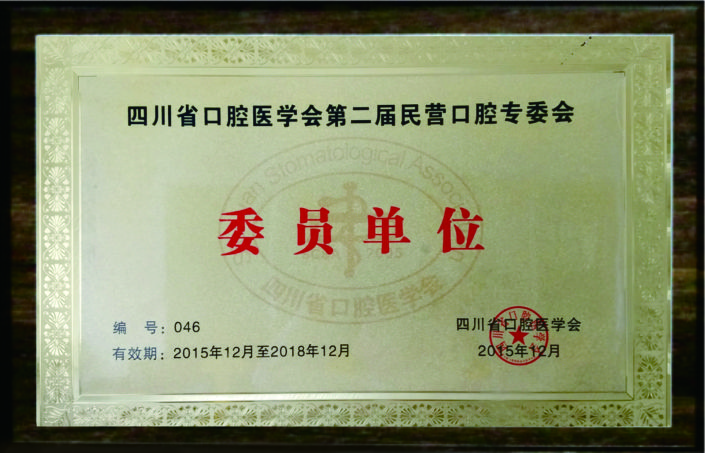 四川省口腔医学会第二届民营口腔专委会
委员单位
四川省口腔医学会
编　号：046
有效期：2015年12月至2018年12月
四川省口腔医学会
2015年12月